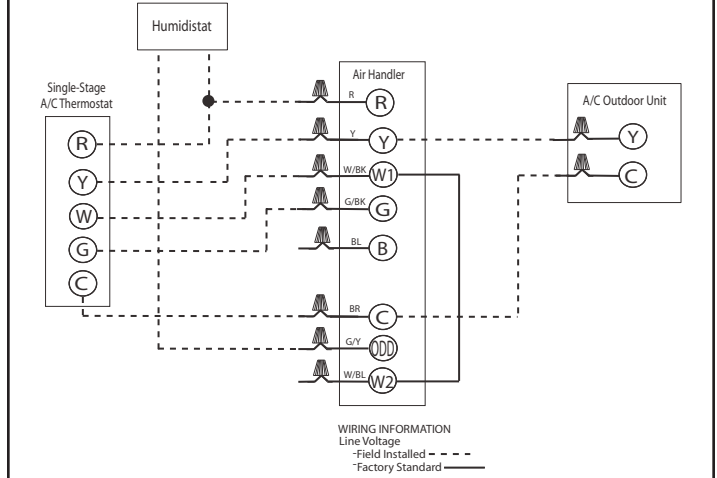 Humidistat
Single-Stage
A/C Thermostat
R
Y
W
G
C
Air Handler
R
R
Y
Y
W/BK
W1
G/BK
G
BL
B
BR
C
G/Y
ODD
W/BL
W2
A/C Outdoor Unit
Y
C
WIRING INFORMATION
Line Voltage
-Field Installed
-Factory Standard